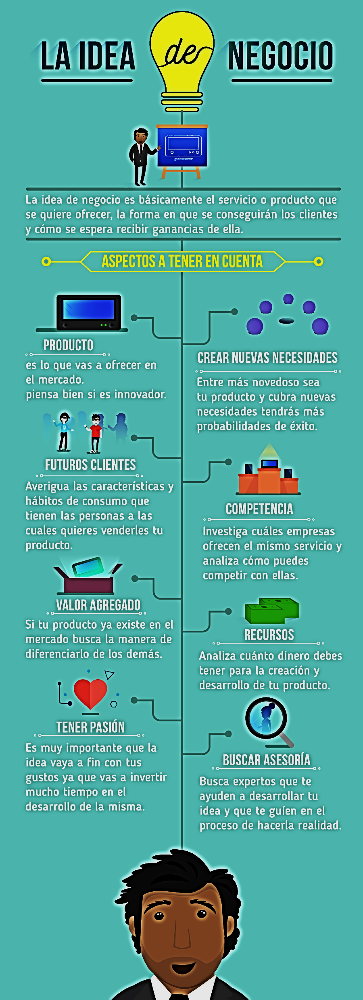 LA IDEA de NEGOCIO
La idea de negocio es básicamente el servicio o producto que
se quiere ofrecer, la forma en que se conseguirán los clientes
y cómo se espera recibir ganancias de ella.
ASPECTOS A TENER EN CUENTA
PRODUCTO
es lo que vas a ofrecer en
el mercado.
piensa bien si es innovador.
CREAR NUEVAS NECESIDADES
Entre más novedoso sea
tu producto y cubra nuevas
necesidades tendrás más
probabilidades de éxito.
FUTUROS CLIENTES
Averigua las características y
hábitos de consumo que
tienen las personas a las
cuales quieres venderles tu
producto.
COMPETENCIA
Investiga cuáles empresas
ofrecen el mismo servicio y
analiza cómo puedes
competir con ellas.
VALOR AGREGADO
Si tu producto ya existe en el
mercado busca la manera de
diferenciarlo de los demás.
RECURSOS
Analiza cuánto dinero debes
tener para la creación y
desarrollo de tu producto.
TENER PASIÓN
Es muy importante que la
idea vaya a fin con tus
gustos ya que vas a invertir
mucho tiempo en el
desarrollo de la misma.
BUSCAR ASESORÍA
Busca expertos que te
ayuden a desarrollar tu
idea y que te guíen en el
proceso de hacerla realidad.